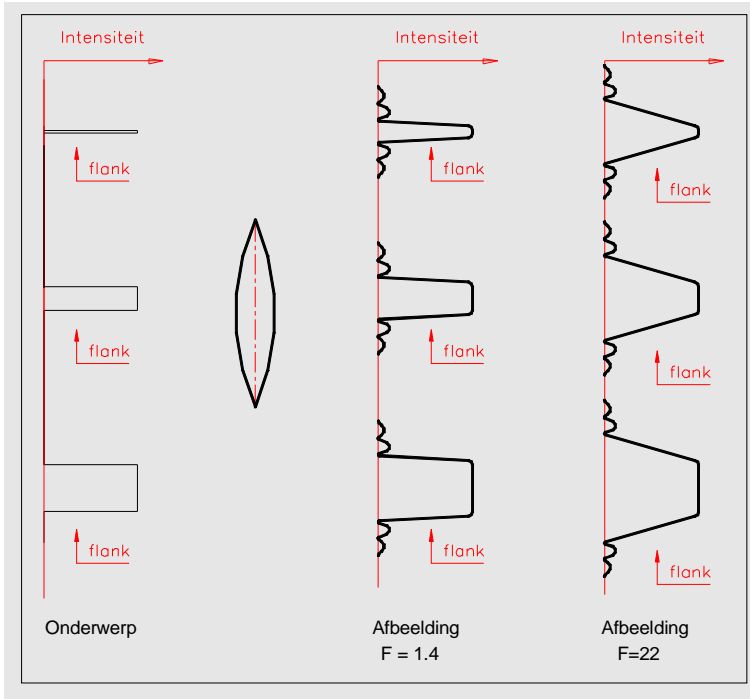 Intensiteit
Intensiteit
Intensiteit
flank
flank
flank
flank
flank
flank
flank
flank
flank
Onderwerp
Afbeelding
F = 1.4
Afbeelding
F=22